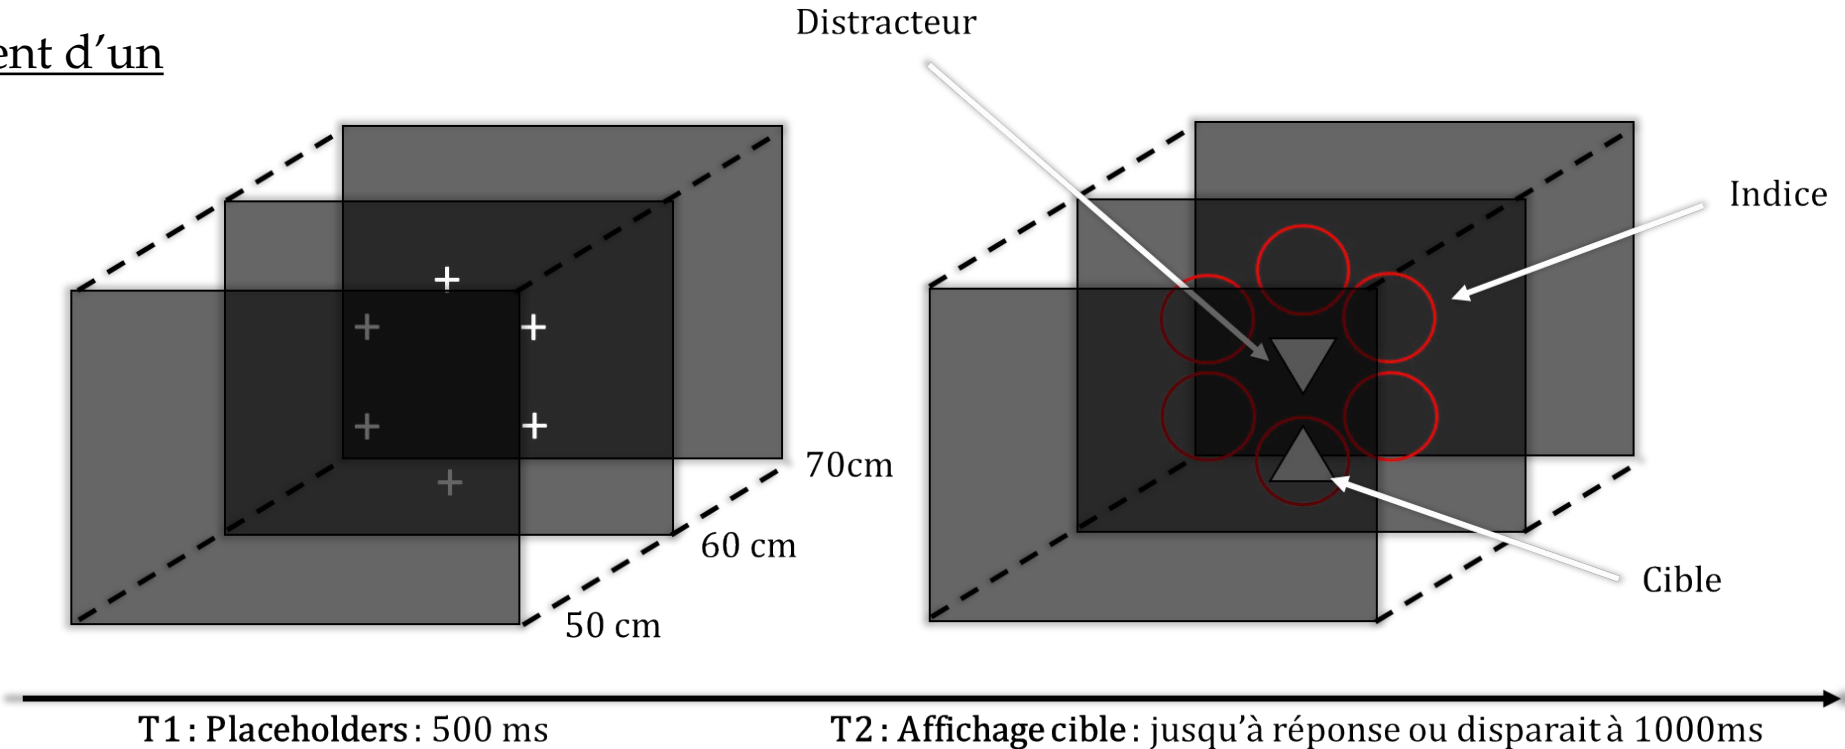 Distracteur
ent d’un
Indice
70cm
60 cm
Cible
50 cm
T1 : Placeholders : 500 ms
T2 : Affichage cible : jusqu’à réponse ou disparait à 1000ms